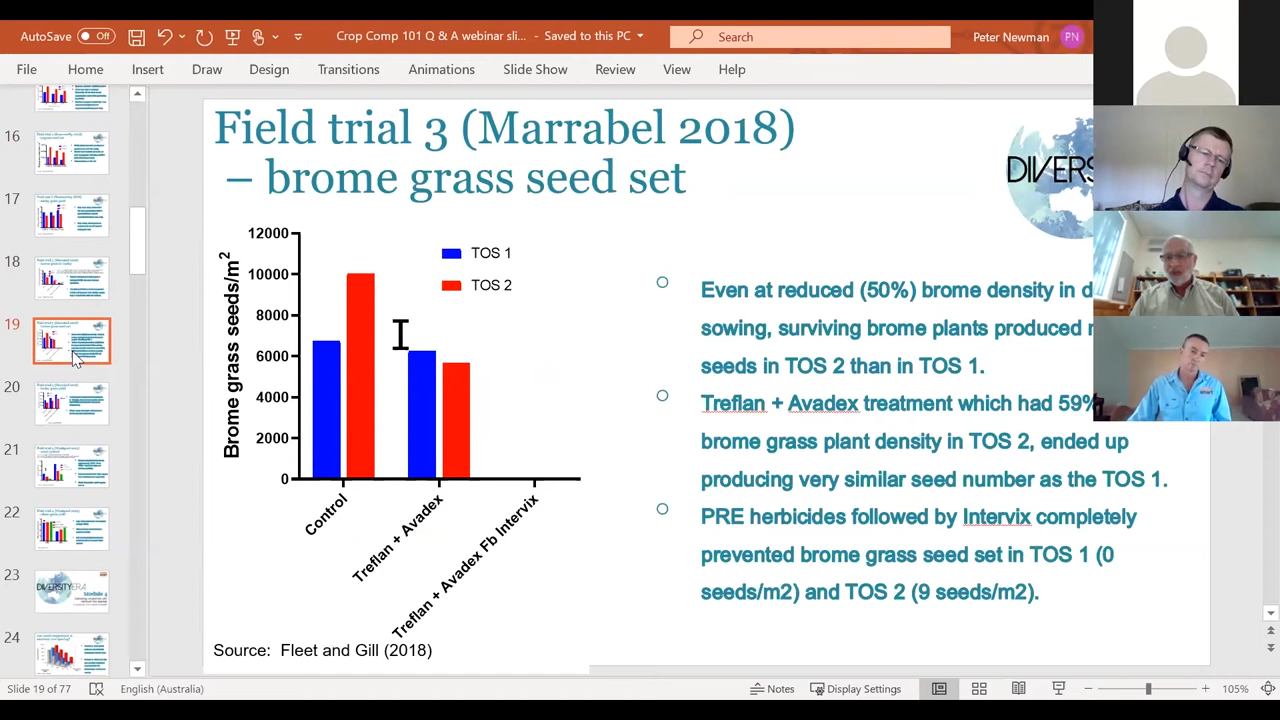 AutoSave Off Crop Comp 101 Q & A webinar sli... - Saved to this PC Search Peter Newman PN
File Home Insert Draw Design Transitions Animations Slide Show Review View Help
16
17
18
19
20
21
22
23
24
Field trial 3 (Marrabel 2018)
– brome grass seed set
DIVERS
Brome grass seeds/m2
12000
10000
8000
6000
4000
2000
0
TOS 1
TOS 2
Control
Treflan + Avadex
Treflan + Avadex Fb Intervix
Even at reduced (50%) brome density in d
sowing, surviving brome plants produced
seeds in TOS 2 than in TOS 1.
Treflan + Avadex treatment which had 59%
brome grass plant density in TOS 2, ended up
producing very similar seed number as the TOS 1.
PRE herbicides followed by Intervix completely
prevented brome grass seed set in TOS 1 (0
seeds/m2) and TOS 2 (9 seeds/m2).
Source: Fleet and Gill (2018)
Slide 19 of 77 English (Australia) Notes Display Settings 105%